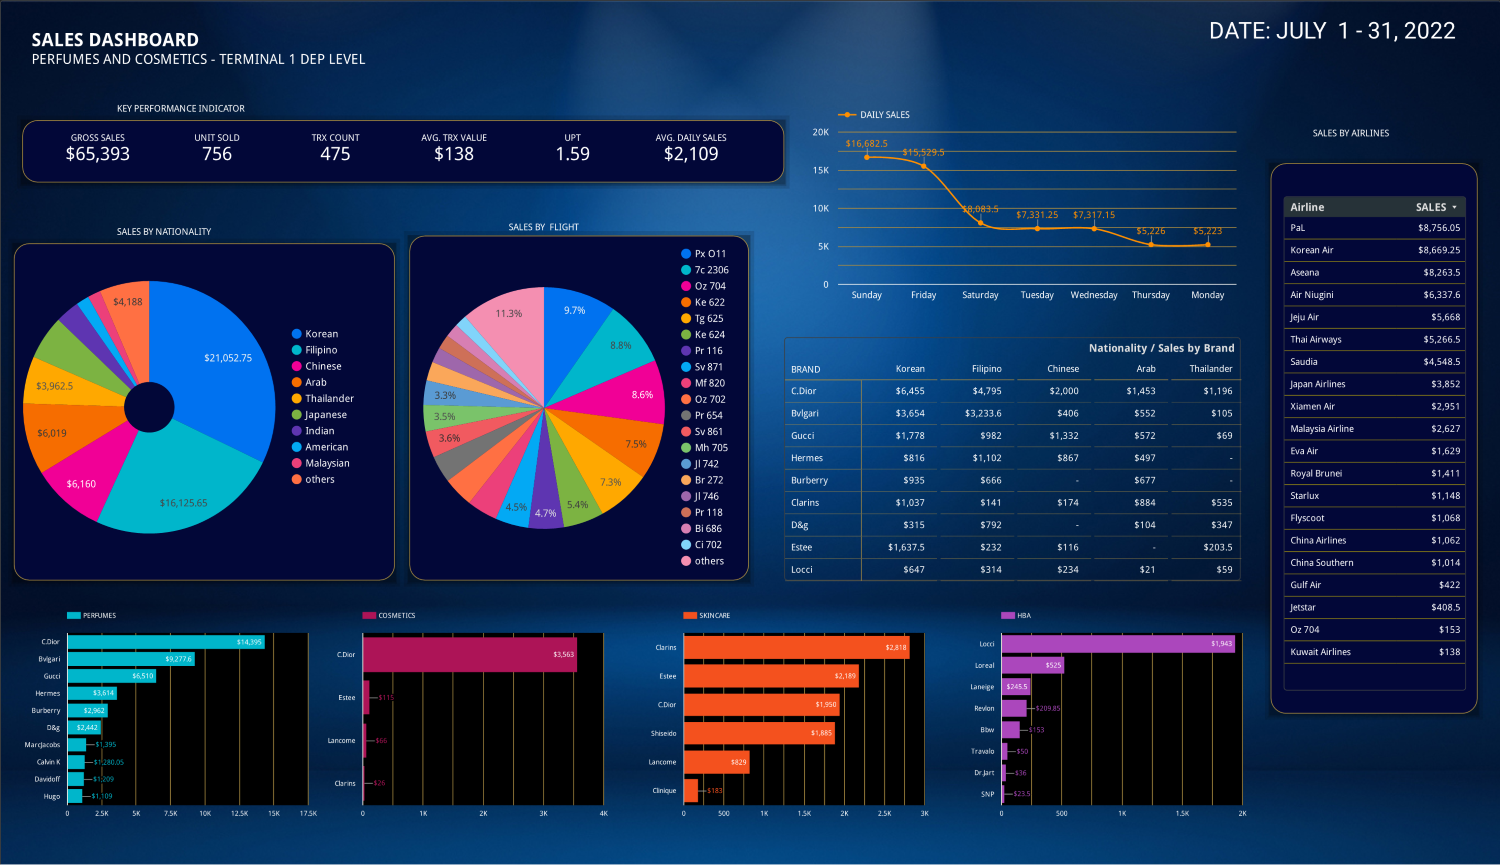 SALES DASHBOARD
PERFUMES AND COSMETICS - TERMINAL 1 DEP LEVEL
DATE: JULY 1 - 31, 2022
KEY PERFORMANCE INDICATOR
GROSS SALES UNIT SOLD TRX COUNT AVG. TRX VALUE UPT AVG. DAILY SALES
$65,393 756 475 $138 1.59 $2,109
DAILY SALES
20K
15K
10K
5K
0
$16,682.5 $15,529.5 $8,083.5 $7,331.25 $7,317.15 $5,226 $5,223
Sunday Friday Saturday Tuesday Wednesday Thursday Monday
SALES BY NATIONALITY
$4,188
$21,052.75
$3,962.5
$6,019
$6,160
$16,125.65
Korean
Filipino
Chinese
Arab
Thailander
Japanese
Indian
American
Malaysian
others
SALES BY FLIGHT
11.3% 9.7%
8.8%
8.6%
7.5%
7.3%
5.4%
4.7%
4.5%
3.6%
3.5%
3.3%
Px O11
7c 2306
Oz 704
Ke 622
Tg 625
Ke 624
Pr 116
Sv 871
Mf 820
Oz 702
Pr 654
Sv 861
Mh 705
Jl 742
Br 272
Jl 746
Pr 118
Bi 686
Ci 702
others
Nationality / Sales by Brand
BRAND Korean Filipino Chinese Arab Thailander
C.Dior $6,455 $4,795 $2,000 $1,453 $1,196
Bvlgari $3,654 $3,233.6 $406 $552 $105
Gucci $1,778 $982 $1,332 $572 $69
Hermes $816 $1,102 $867 $497 -
Burberry $935 $666 - $677 -
Clarins $1,037 $141 $174 $884 $535
D&g $315 $792 - $104 $347
Estee $1,637.5 $232 $116 - $203.5
Locci $647 $314 $234 $21 $59
SALES BY AIRLINES
Airline SALES
PaL $8,756.05
Korean Air $8,669.25
Aseana $8,263.5
Air Niugini $6,337.6
Jeju Air $5,668
Thai Airways $5,266.5
Saudia $4,548.5
Japan Airlines $3,852
Xiamen Air $2,951
Malaysia Airline $2,627
Eva Air $1,629
Royal Brunei $1,411
Starlux $1,148
Flyscoot $1,068
China Airlines $1,062
China Southern $1,014
Gulf Air $422
Jetstar $408.5
Oz 704 $153
Kuwait Airlines $138
PERFUMES
C.Dior $14,395
Bvlgari $9,277.6
Gucci $6,510
Hermes $3,614
Burberry $2,962
D&g $2,442
MarcJacobs $1,395
Calvin K $1,280.05
Davidoff $1,209
Hugo $1,109
0 2.5K 5K 7.5K 10K 12.5K 15K 17.5K
COSMETICS
C.Dior $3,563
Estee $115
Lancome $66
Clarins $26
0 1K 2K 3K 4K
SKINCARE
Clarins $2,818
Estee $2,189
C.Dior $1,950
Shiseido $1,885
Lancome $829
Clinique $183
0 500 1K 1.5K 2K 2.5K 3K
HBA
Locci $1,943
Loreal $525
Laneige $245.5
Revlon $209.85
Bbw $153
Travalo $50
Dr.Jart $36
SNP $23.5
0 500 1K 1.5K 2K